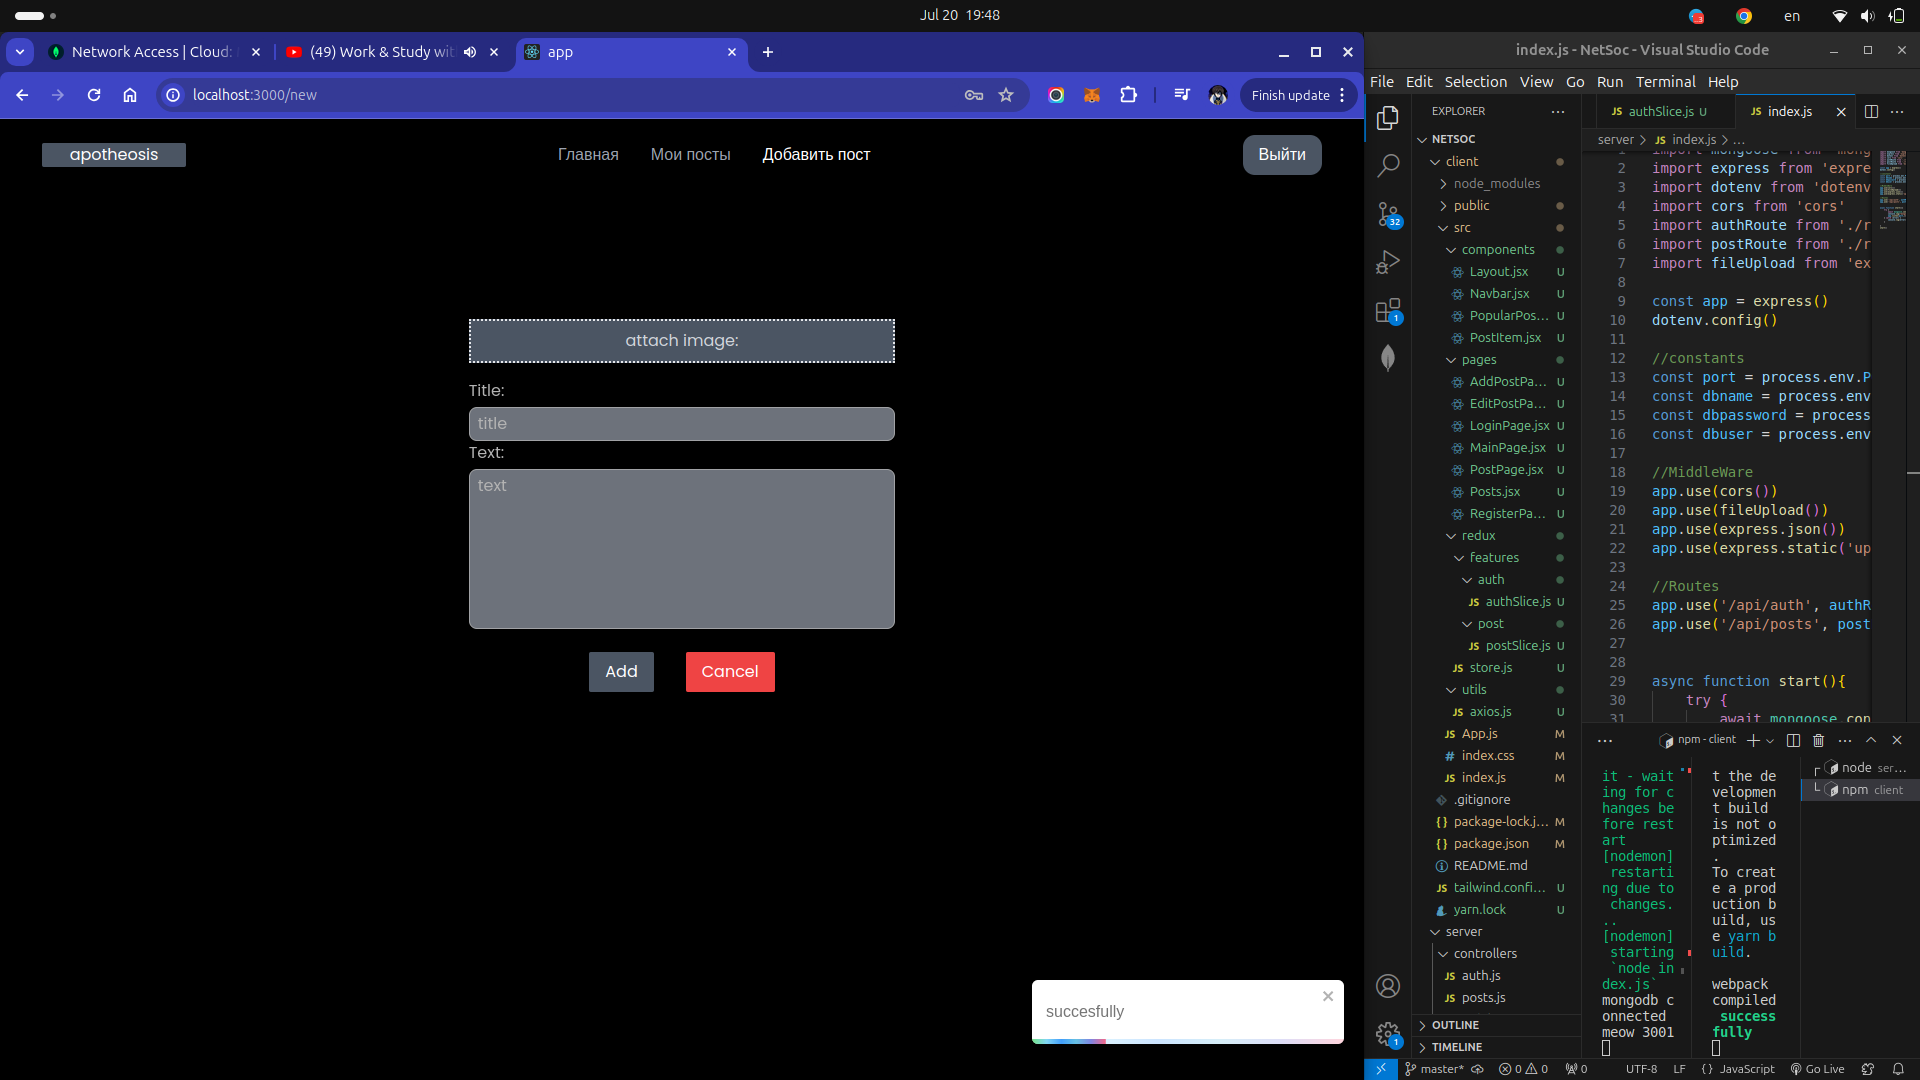 Jul 20 19:48
en
Network Access | Cloud:
(49) Work & Study wit
app
localhost:3000/new
Finish update
apotheosis
Главная
Мои посты
Добавить пост
Выйти
attach image:
Title:
title
Text:
text
Add
Cancel
succesfully
index.js - NetSoc - Visual Studio Code
File Edit Selection View Go Run Terminal Help
EXPLORER
NETSOC
client
node_modules
public
src
components
Layout.jsx U
Navbar.jsx U
PopularPos... U
PostItem.jsx U
pages
AddPostPa... U
EditPostPa... U
LoginPage.jsx U
MainPage.jsx U
PostPage.jsx U
Posts.jsx U
RegisterPa... U
redux
features
auth
JS authSlice.js U
post
JS postSlice.js U
JS store.js U
utils
JS axios.js U
JS App.js M
# index.css M
JS index.js M
.gitignore
{} package-lock.j... M
{} package.json M
README.md
JS tailwind.confi... U
yarn.lock U
server
controllers
JS auth.js
JS posts.js
OUTLINE
TIMELINE
32
1
1
JS authSlice.js U
JS index.js
server > JS index.js > ...
2 import express from 'expre
3 import dotenv from 'dotenv
4 import cors from 'cors'
5 import authRoute from './r
6 import postRoute from './r
7 import fileUpload from 'ex
8
9 const app = express()
10 dotenv.config()
11
12 //constants
13 const port = process.env.P
14 const dbname = process.env
15 const dbpassword = process
16 const dbuser = process.env
17
18 //MiddleWare
19 app.use(cors())
20 app.use(fileUpload())
21 app.use(express.json())
22 app.use(express.static('up
23
24 //Routes
25 app.use('/api/auth', authR
26 app.use('/api/posts', post
27
28
29 async function start(){
30 try {
31 await mongoose.con
npm - client
it - wait
ing for c
hanges be
fore rest
art
[nodemon]
restarti
ng due to
changes.
..
[nodemon]
starting
`node in
dex.js`
mongodb c
onnected
meow 3001
t the de
velopmen
t build
is not o
ptimized
.
To creat
e a prod
uction b
uild, us
e yarn b
uild.
webpack
compiled
success
fully
node ser...
npm client
master*
0 0
0
UTF-8
LF
{} JavaScript
Go Live